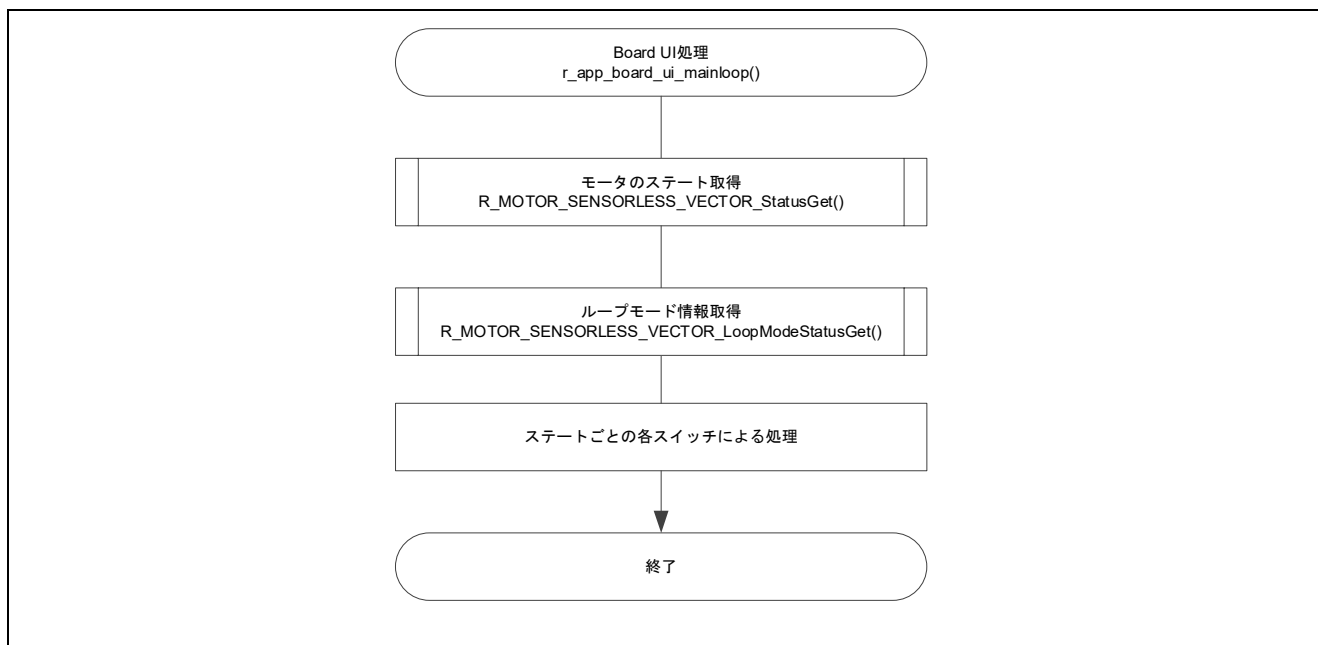 Board UI処理
r_app_board_ui_mainloop()
モータのステート取得
R_MOTOR_SENSORLESS_VECTOR_StatusGet()
ループモード情報取得
R_MOTOR_SENSORLESS_VECTOR_LoopModeStatusGet()
ステートごとの各スイッチによる処理
終了